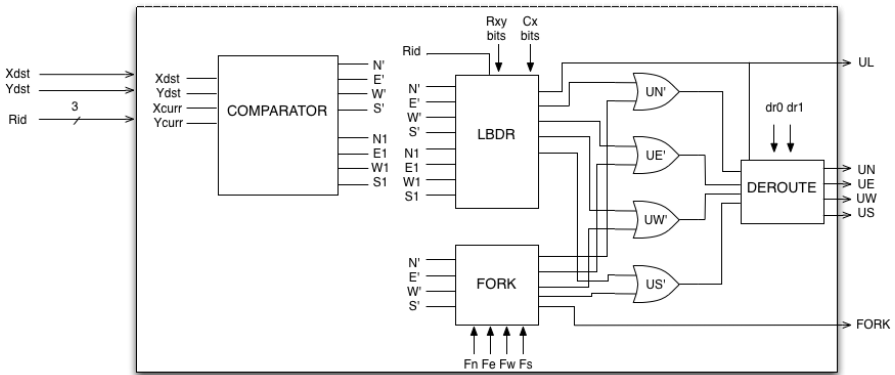 Xdst
Ydst
Rid
3
Xdst
Ydst
Xcurr
Ycurr
COMPARATOR
N'
E'
W'
S'
N1
E1
W1
S1
Rid
Rxy bits
Cx bits
N'
E'
W'
S'
N1
E1
W1
S1
LBDR
N'
E'
W'
S'
FORK
Fn Fe Fw Fs
UN'
UE'
UW'
US'
dr0 dr1
DEROUTE
UL
UN
UE
UW
US
FORK